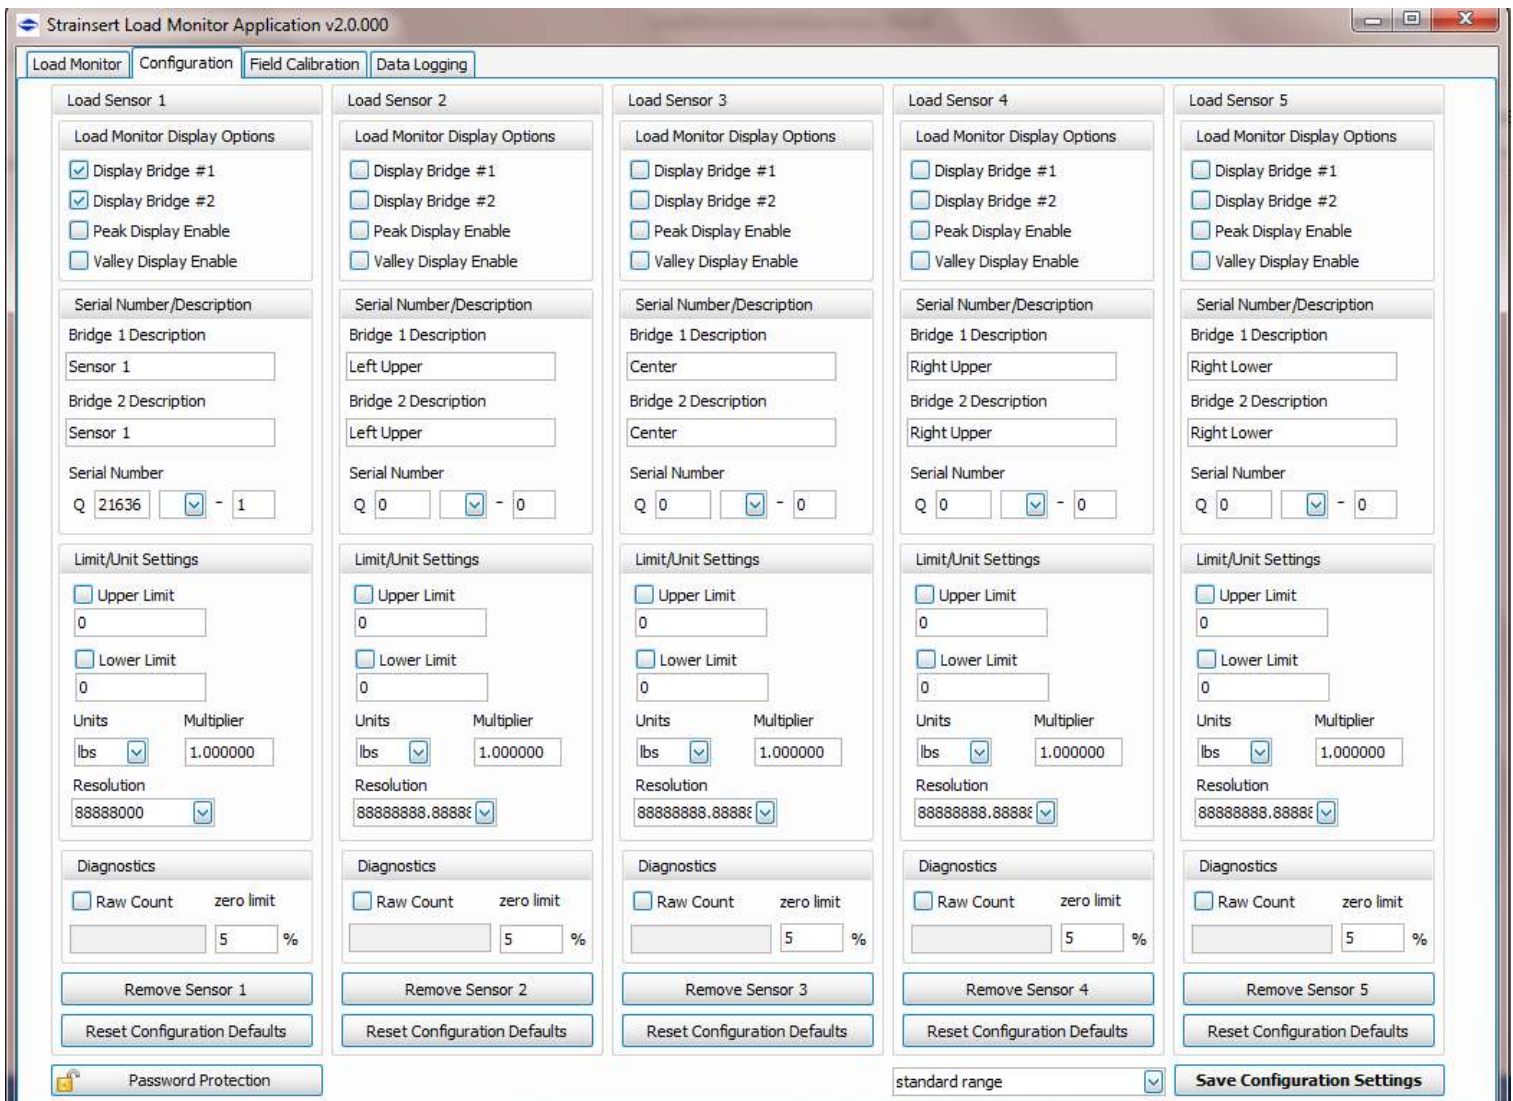 Strainsert Load Monitor Application v2.0.000
Load Monitor Configuration Field Calibration Data Logging
Load Sensor 1 Load Sensor 2 Load Sensor 3 Load Sensor 4 Load Sensor 5
Load Monitor Display Options Load Monitor Display Options Load Monitor Display Options Load Monitor Display Options Load Monitor Display Options
Display Bridge #1 Display Bridge #1 Display Bridge #1 Display Bridge #1 Display Bridge #1
Display Bridge #2 Display Bridge #2 Display Bridge #2 Display Bridge #2 Display Bridge #2
Peak Display Enable Peak Display Enable Peak Display Enable Peak Display Enable Peak Display Enable
Valley Display Enable Valley Display Enable Valley Display Enable Valley Display Enable Valley Display Enable
Serial Number/Description Serial Number/Description Serial Number/Description Serial Number/Description Serial Number/Description
Bridge 1 Description Bridge 1 Description Bridge 1 Description Bridge 1 Description Bridge 1 Description
Sensor 1 Left Upper Center Right Upper Right Lower
Bridge 2 Description Bridge 2 Description Bridge 2 Description Bridge 2 Description Bridge 2 Description
Sensor 1 Left Upper Center Right Upper Right Lower
Serial Number Serial Number Serial Number Serial Number Serial Number
Q 21636 - 1 Q 0 - 0 Q 0 - 0 Q 0 - 0 Q 0 - 0
Limit/Unit Settings Limit/Unit Settings Limit/Unit Settings Limit/Unit Settings Limit/Unit Settings
Upper Limit Upper Limit Upper Limit Upper Limit Upper Limit
0 0 0 0 0
Lower Limit Lower Limit Lower Limit Lower Limit Lower Limit
0 0 0 0 0
Units Multiplier Units Multiplier Units Multiplier Units Multiplier Units Multiplier
lbs 1.000000 lbs 1.000000 lbs 1.000000 lbs 1.000000 lbs 1.000000
Resolution Resolution Resolution Resolution Resolution
88888000 88888888.88888 88888888.88888 88888888.88888 88888888.88888
Diagnostics Diagnostics Diagnostics Diagnostics Diagnostics
Raw Count zero limit Raw Count zero limit Raw Count zero limit Raw Count zero limit Raw Count zero limit
5 % 5 % 5 % 5 % 5 %
Remove Sensor 1 Remove Sensor 2 Remove Sensor 3 Remove Sensor 4 Remove Sensor 5
Reset Configuration Defaults Reset Configuration Defaults Reset Configuration Defaults Reset Configuration Defaults Reset Configuration Defaults
Password Protection standard range Save Configuration Settings